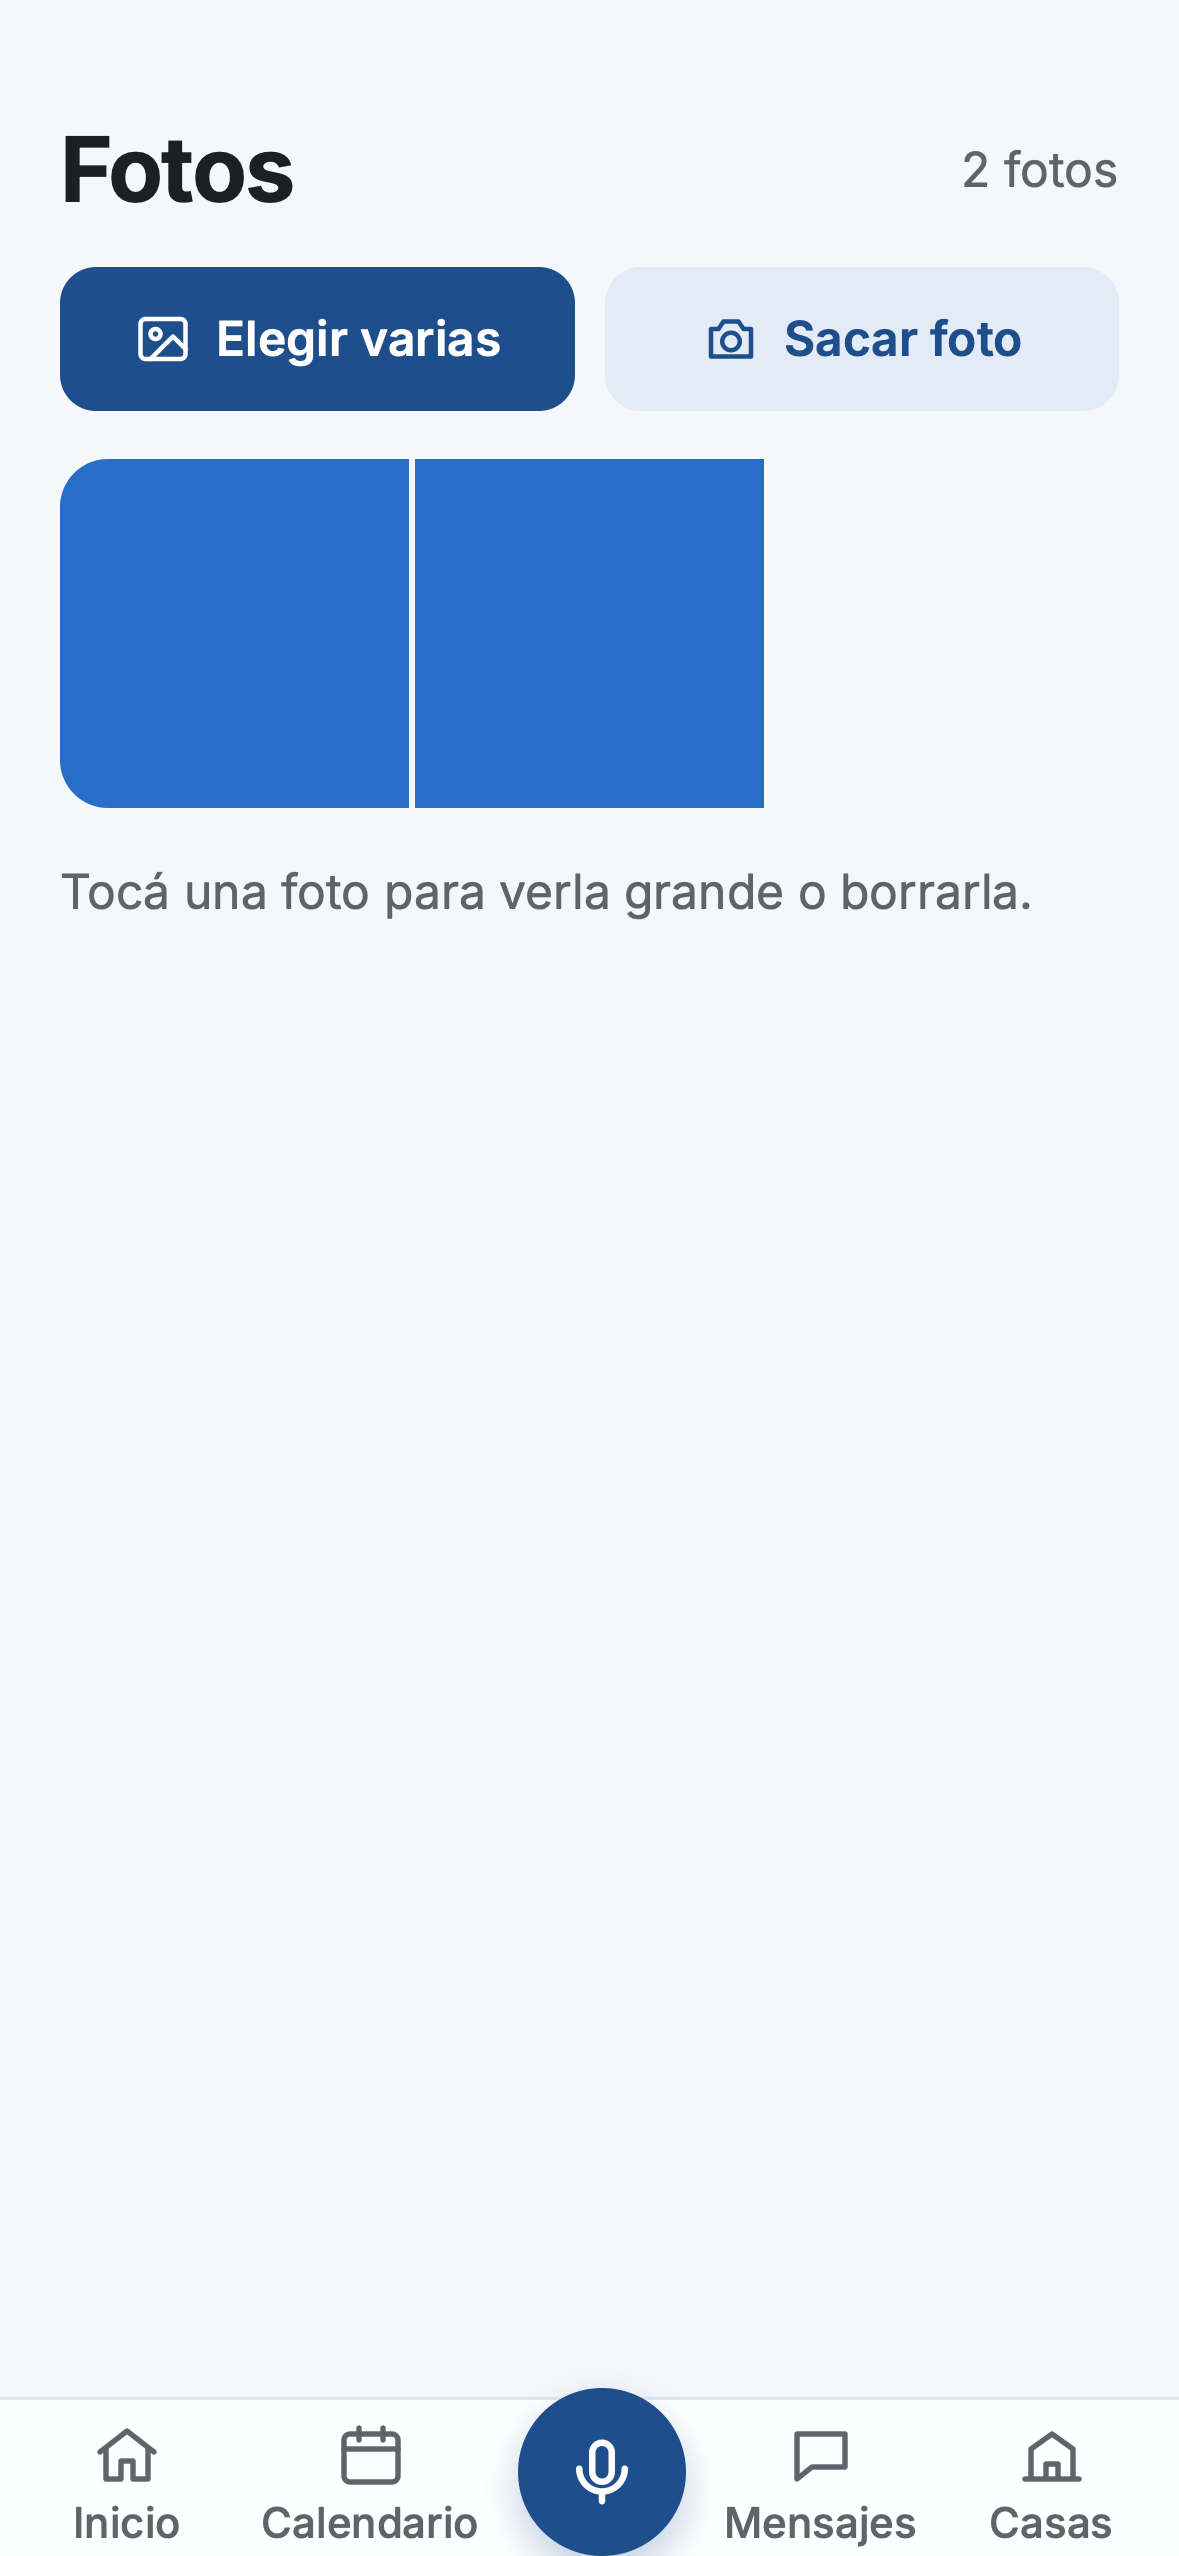 Fotos
2 fotos
Elegir varias
Sacar foto
Tocá una foto para verla grande o borrarla.
Inicio
Calendario
Mensajes
Casas